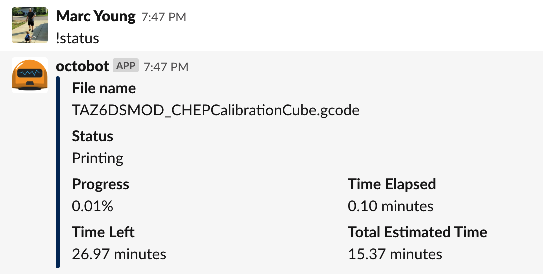 Marc Young 7:47 PM
!status
octobot APP 7:47 PM
File name
TAZ6DSMOD_CHEPCalibrationCube.gcode
Status
Printing
Progress Time Elapsed
0.01% 0.10 minutes
Time Left Total Estimated Time
26.97 minutes 15.37 minutes